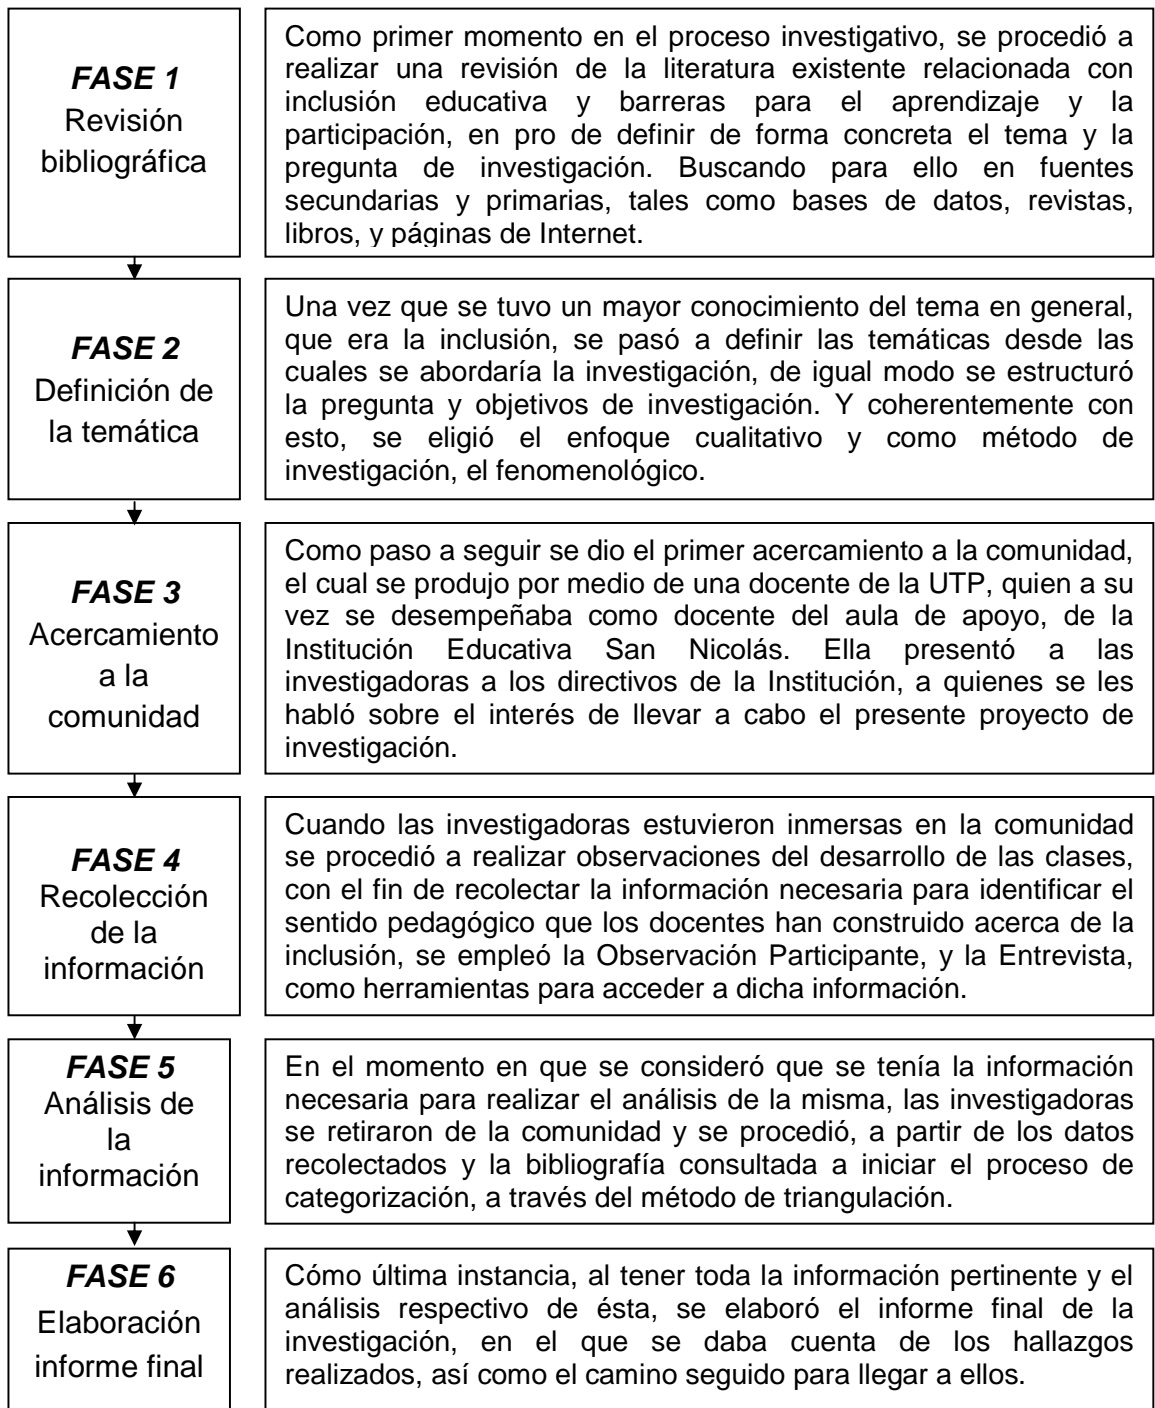 FASE 1
Revisión
bibliográfica
Como primer momento en el proceso investigativo, se procedió a
realizar una revisión de la literatura existente relacionada con
inclusión educativa y barreras para el aprendizaje y la
participación, en pro de definir de forma concreta el tema y la
pregunta de investigación. Buscando para ello en fuentes
secundarias y primarias, tales como bases de datos, revistas,
libros, y páginas de Internet.
FASE 2
Definición de
la temática
Una vez que se tuvo un mayor conocimiento del tema en general,
que era la inclusión, se pasó a definir las temáticas desde las
cuales se abordaría la investigación, de igual modo se estructuró
la pregunta y objetivos de investigación. Y coherentemente con
esto, se eligió el enfoque cualitativo y como método de
investigación, el fenomenológico.
FASE 3
Acercamiento
a la
comunidad
Como paso a seguir se dio el primer acercamiento a la comunidad,
el cual se produjo por medio de una docente de la UTP, quien a su
vez se desempeñaba como docente del aula de apoyo, de la
Institución Educativa San Nicolás. Ella presentó a las
investigadoras a los directivos de la Institución, a quienes se les
habló sobre el interés de llevar a cabo el presente proyecto de
investigación.
FASE 4
Recolección
de la
información
Cuando las investigadoras estuvieron inmersas en la comunidad
se procedió a realizar observaciones del desarrollo de las clases,
con el fin de recolectar la información necesaria para identificar el
sentido pedagógico que los docentes han construido acerca de la
inclusión, se empleó la Observación Participante, y la Entrevista,
como herramientas para acceder a dicha información.
FASE 5
Análisis de
la
información
En el momento en que se consideró que se tenía la información
necesaria para realizar el análisis de la misma, las investigadoras
se retiraron de la comunidad y se procedió, a partir de los datos
recolectados y la bibliografía consultada a iniciar el proceso de
categorización, a través del método de triangulación.
FASE 6
Elaboración
informe final
Cómo última instancia, al tener toda la información pertinente y el
análisis respectivo de ésta, se elaboró el informe final de la
investigación, en el que se daba cuenta de los hallazgos
realizados, así como el camino seguido para llegar a ellos.